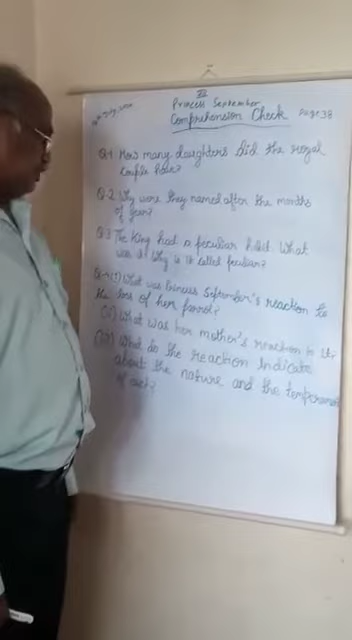 VI
Princess September
Comprehension Check Page 38
Q.1 How many daughters did the royal
couple have?
Q.2 Why were they named after the months
of year?
Q.3 The King had a peculiar habit. What
was it Why is it called peculiar?
Q.4 (i) What was Princess September's reaction to
the loss of her parrot?
(ii) What was her mother's reaction to it.
(iii) What do the reaction Indicate
about the nature and the temperament
of each?